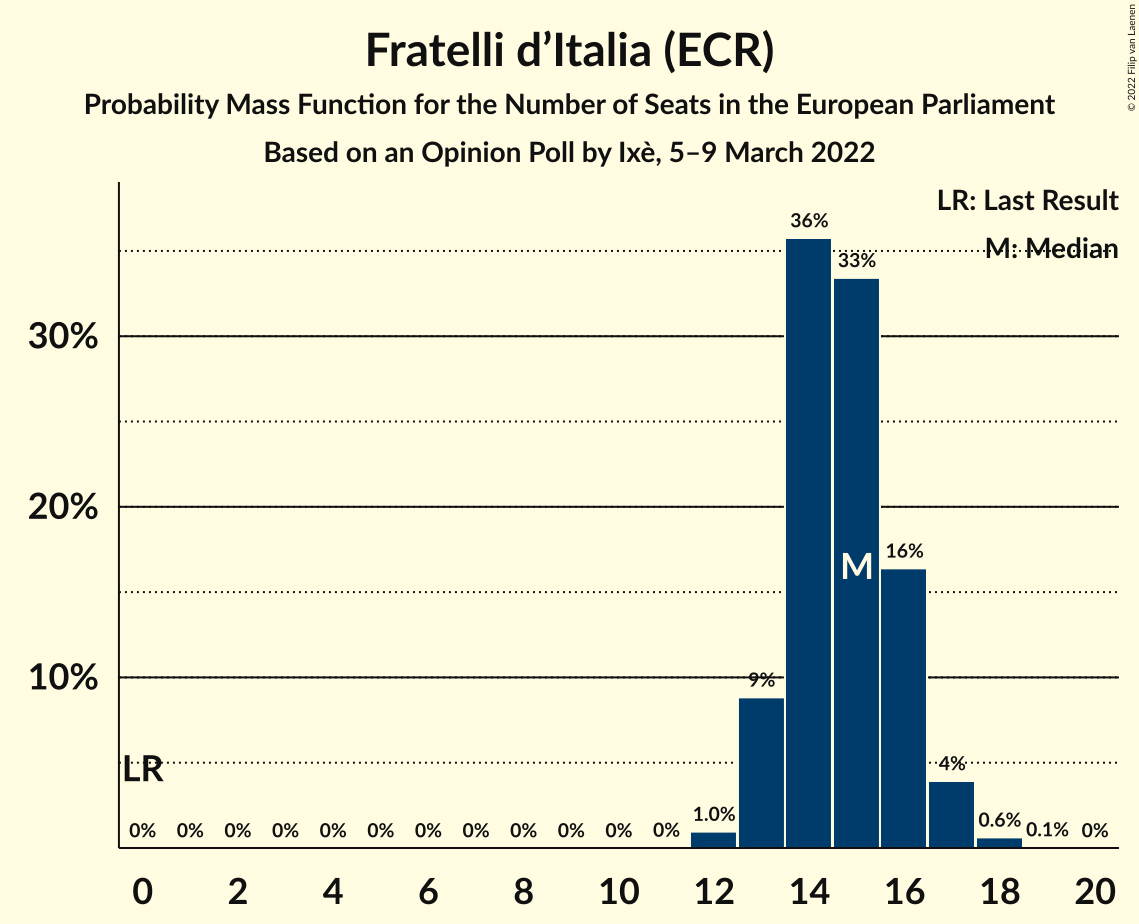 Fratelli d’Italia (ECR)
Probability Mass Function for the Number of Seats in the European Parliament
Based on an Opinion Poll by Ixè, 5–9 March 2022
© 2022 Filip van Laenen
LR: Last Result
M: Median
36%
33%
30%
20%
16%
M
10%
9%
LR
4%
0% 0% 0% 0% 0% 0% 0% 0% 0% 0% 0% 0% 1.0% 0.6% 0.1% 0%
0 2 4 6 8 10 12 14 16 18 20